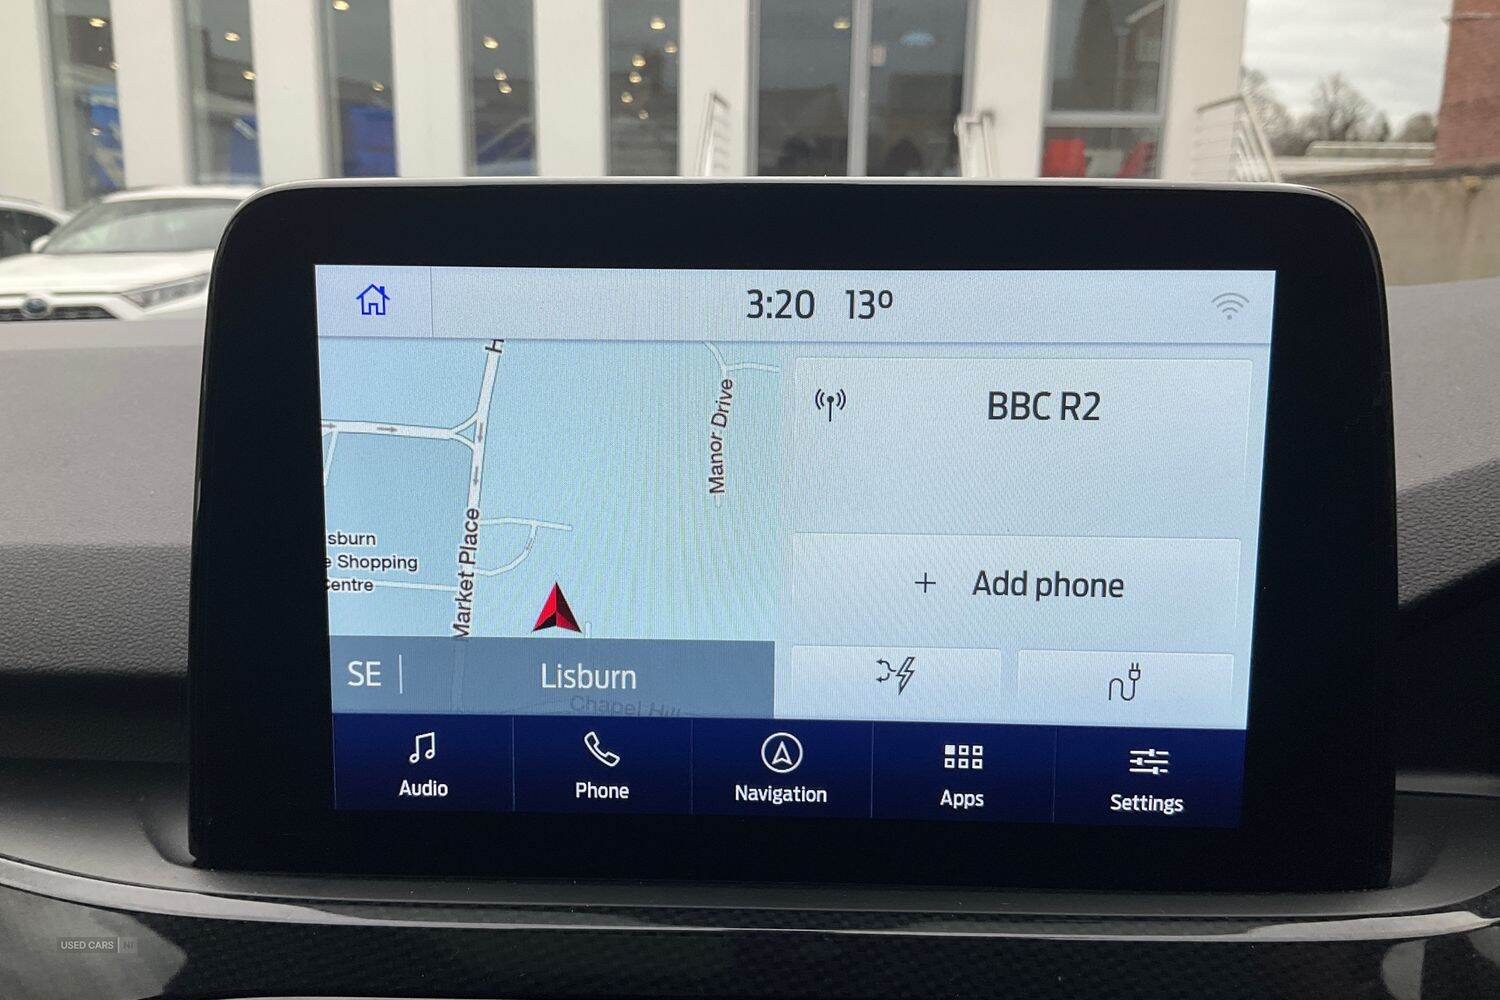 3:20 13°
H
Manor Drive
BBC R2
Market Place
sburn
e Shopping
Centre
+ Add phone
SE | Lisburn
Chapel Hill
Audio
Phone
Navigation
Apps
Settings
USED CARS | NI